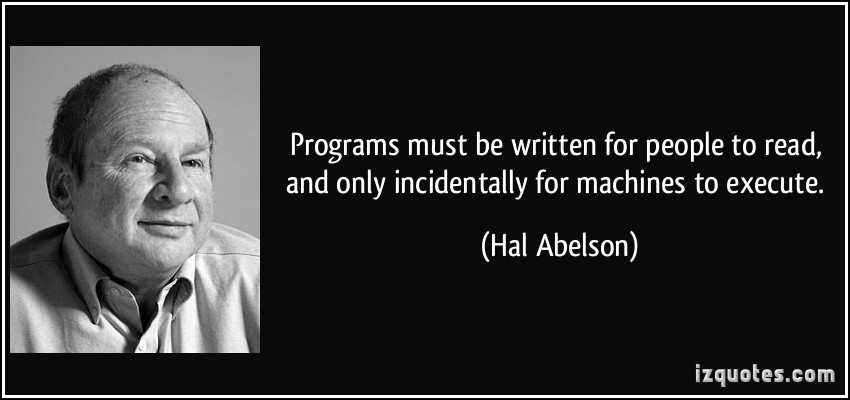 Programs must be written for people to read,
and only incidentally for machines to execute.
(Hal Abelson)
izquotes.com